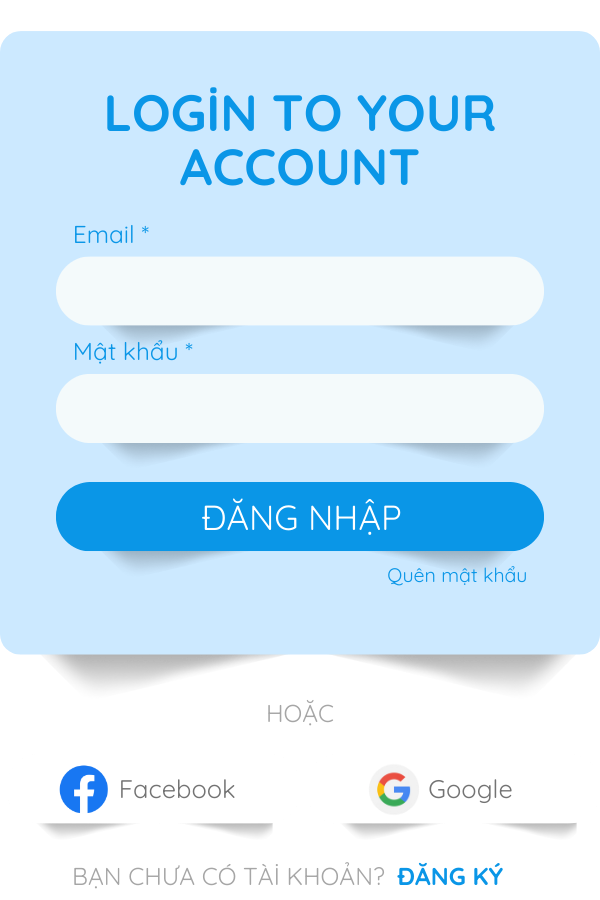 LOGİN TO YOUR
ACCOUNT
Email *
Mật khẩu *
ĐĂNG NHẬP
Quên mật khẩu
HOẶC
Facebook Google
BẠN CHƯA CÓ TÀI KHOẢN? ĐĂNG KÝ